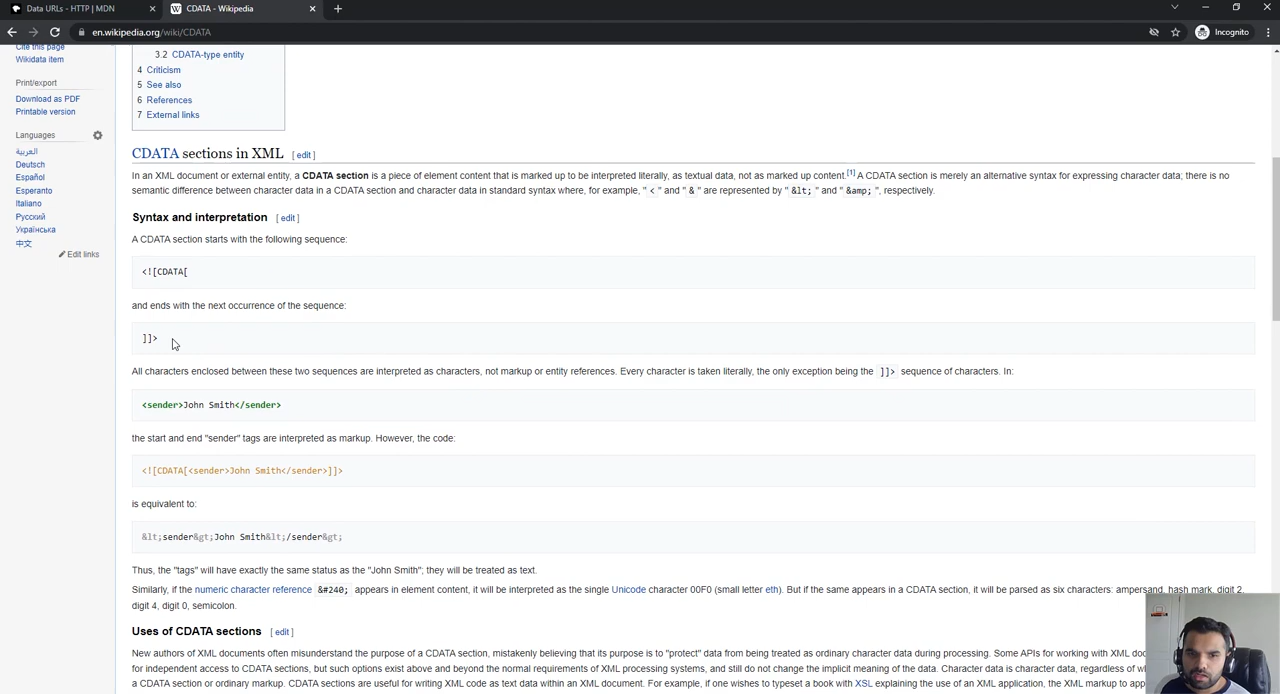 Data URLs - HTTP | MDN
CDATA - Wikipedia
en.wikipedia.org/wiki/CDATA
Incognito
Cite this page
Wikidata item
Print/export
Download as PDF
Printable version
Languages
العربية
Deutsch
Español
Esperanto
Italiano
Русский
Українська
中文
Edit links
3.2 CDATA-type entity
4 Criticism
5 See also
6 References
7 External links
CDATA sections in XML [ edit ]
In an XML document or external entity, a CDATA section is a piece of element content that is marked up to be interpreted literally, as textual data, not as marked up content.[1] A CDATA section is merely an alternative syntax for expressing character data; there is no
semantic difference between character data in a CDATA section and character data in standard syntax where, for example, " < " and " & " are represented by " &lt; " and " &amp; ", respectively.
Syntax and interpretation [ edit ]
A CDATA section starts with the following sequence:
<![CDATA[
and ends with the next occurrence of the sequence:
]]>
All characters enclosed between these two sequences are interpreted as characters, not markup or entity references. Every character is taken literally, the only exception being the ]]> sequence of characters. In:
<sender>John Smith</sender>
the start and end "sender" tags are interpreted as markup. However, the code:
<![CDATA[<sender>John Smith</sender>]]>
is equivalent to:
&lt;sender&gt;John Smith&lt;/sender&gt;
Thus, the "tags" will have exactly the same status as the "John Smith"; they will be treated as text.
Similarly, if the numeric character reference &#240; appears in element content, it will be interpreted as the single Unicode character 00F0 (small letter eth). But if the same appears in a CDATA section, it will be parsed as six characters: ampersand, hash mark, digit 2,
digit 4, digit 0, semicolon.
Uses of CDATA sections [ edit ]
New authors of XML documents often misunderstand the purpose of a CDATA section, mistakenly believing that its purpose is to "protect" data from being treated as ordinary character data during processing. Some APIs for working with XML doc
for independent access to CDATA sections, but such options exist above and beyond the normal requirements of XML processing systems, and still do not change the implicit meaning of the data. Character data is character data, regardless of w
a CDATA section or ordinary markup. CDATA sections are useful for writing XML code as text data within an XML document. For example, if one wishes to typeset a book with XSL explaining the use of an XML application, the XML markup to app